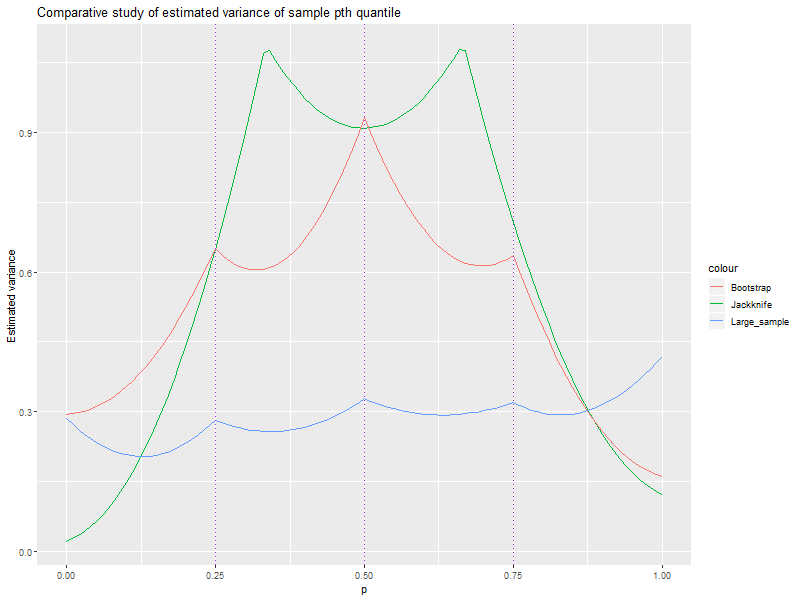 Comparative study of estimated variance of sample pth quantile
Estimated variance
0.9
0.6
0.3
0.0
0.00 0.25 0.50 0.75 1.00
p
colour
Bootstrap
Jackknife
Large_sample